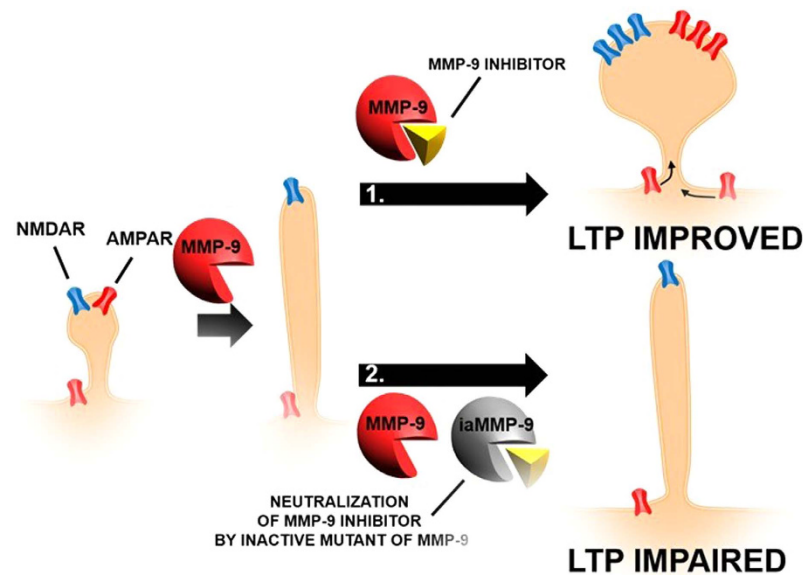 MMP-9 INHIBITOR
MMP-9
1.
LTP IMPROVED
NMDAR
AMPAR
MMP-9
2.
MMP-9
iaMMP-9
NEUTRALIZATION
OF MMP-9 INHIBITOR
BY INACTIVE MUTANT OF MMP-9
LTP IMPAIRED